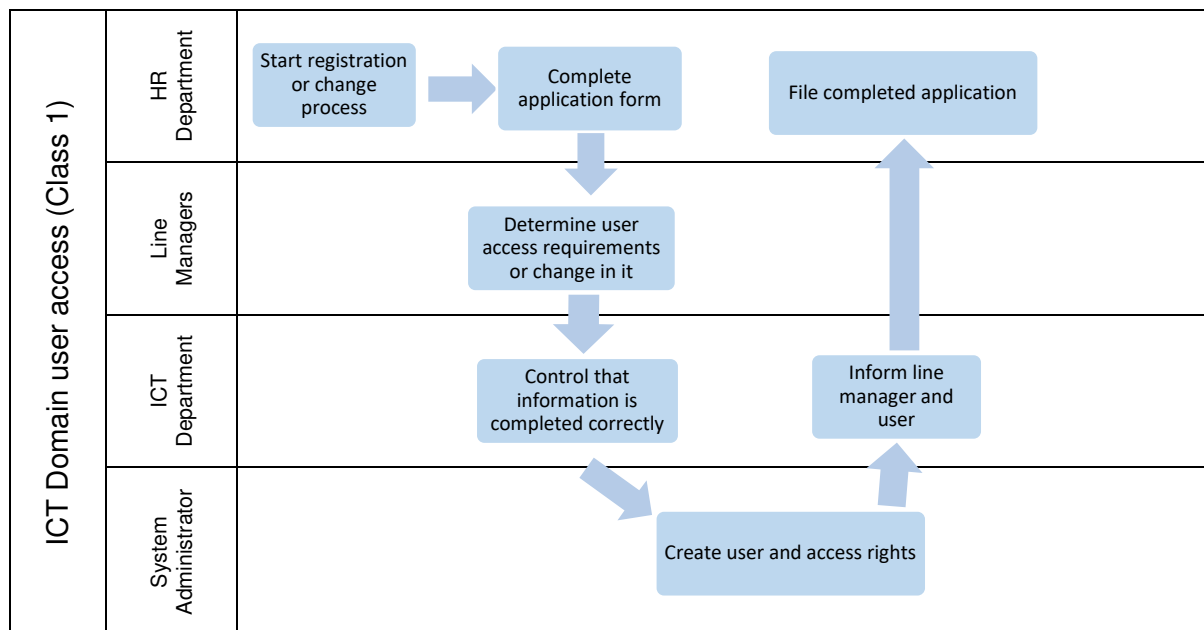 ICT Domain user access (Class 1)
HR
Department
Start registration
or change
process
Complete
application form
File completed application
Line
Managers
Determine user
access requirements
or change in it
ICT
Department
Control that
information is
completed correctly
Inform line
manager and
user
System
Administrator
Create user and access rights